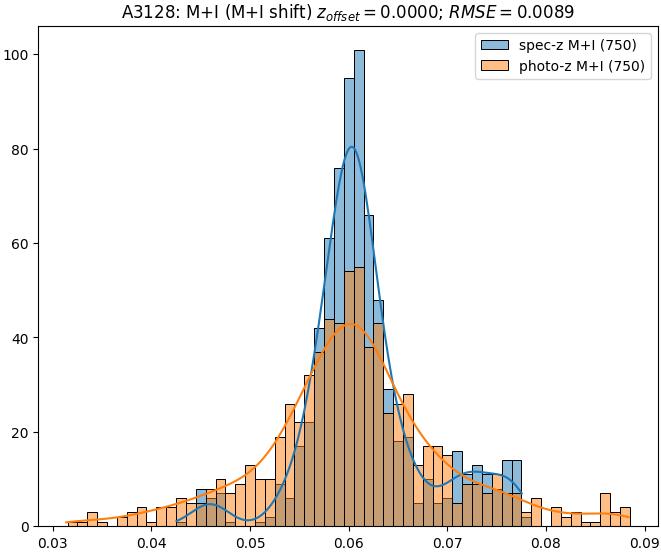 A3128: M+I (M+I shift) z_offset = 0.0000; RMSE = 0.0089
spec-z M+I (750)
photo-z M+I (750)
100
80
60
40
20
0
0.03 0.04 0.05 0.06 0.07 0.08 0.09